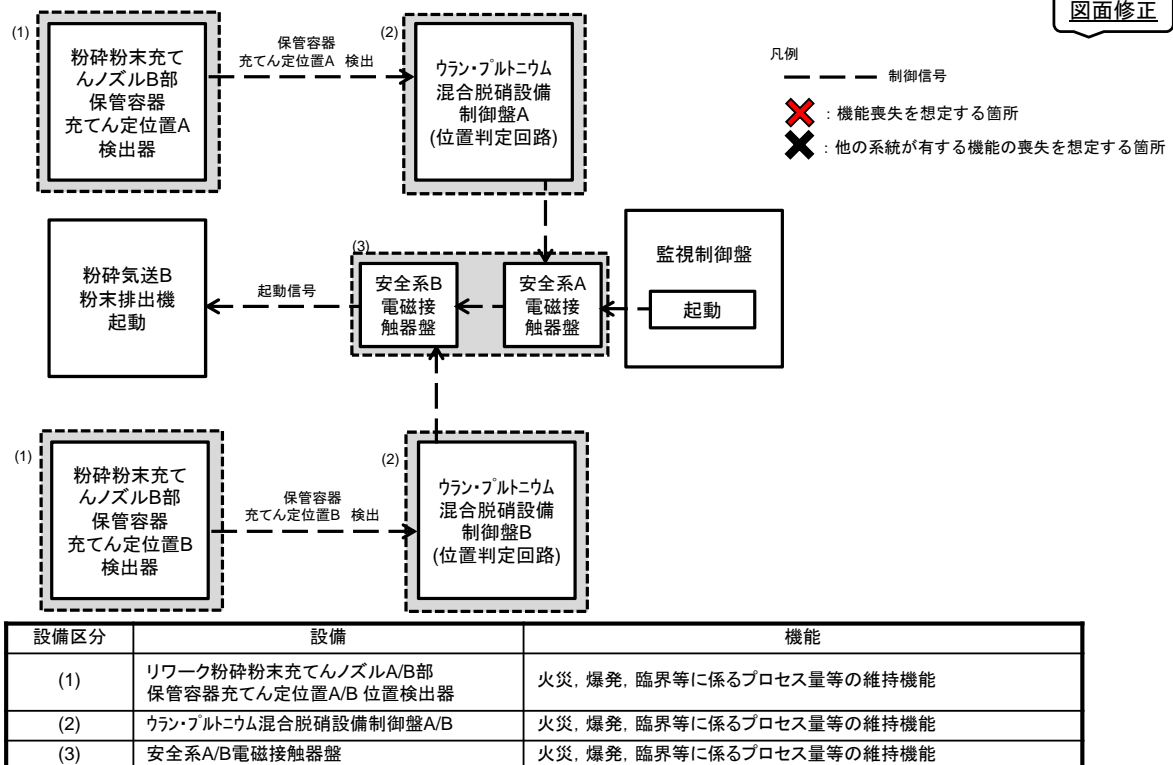 図面修正
(1)
粉砕粉末充て
んノズルB部
保管容器
充てん定位置A
検出器
保管容器
充てん定位置A 検出
(2)
ウラン・プルトニウム
混合脱硝設備
制御盤A
(位置判定回路)
凡例
制御信号
：機能喪失を想定する箇所
：他の系統が有する機能の喪失を想定する箇所
粉砕気送B
粉末排出機
起動
起動信号
(3)
安全系B
電磁接
触器盤
安全系A
電磁接
触器盤
監視制御盤
起動
(1)
粉砕粉末充て
んノズルB部
保管容器
充てん定位置B
検出器
保管容器
充てん定位置B 検出
(2)
ウラン・プルトニウム
混合脱硝設備
制御盤B
(位置判定回路)
設備区分 設備 機能
(1) リワーク粉砕粉末充てんノズルA/B部
保管容器充てん定位置A/B 位置検出器 火災, 爆発, 臨界等に係るプロセス量等の維持機能
(2) ウラン・プルトニウム混合脱硝設備制御盤A/B 火災, 爆発, 臨界等に係るプロセス量等の維持機能
(3) 安全系A/B電磁接触器盤 火災, 爆発, 臨界等に係るプロセス量等の維持機能